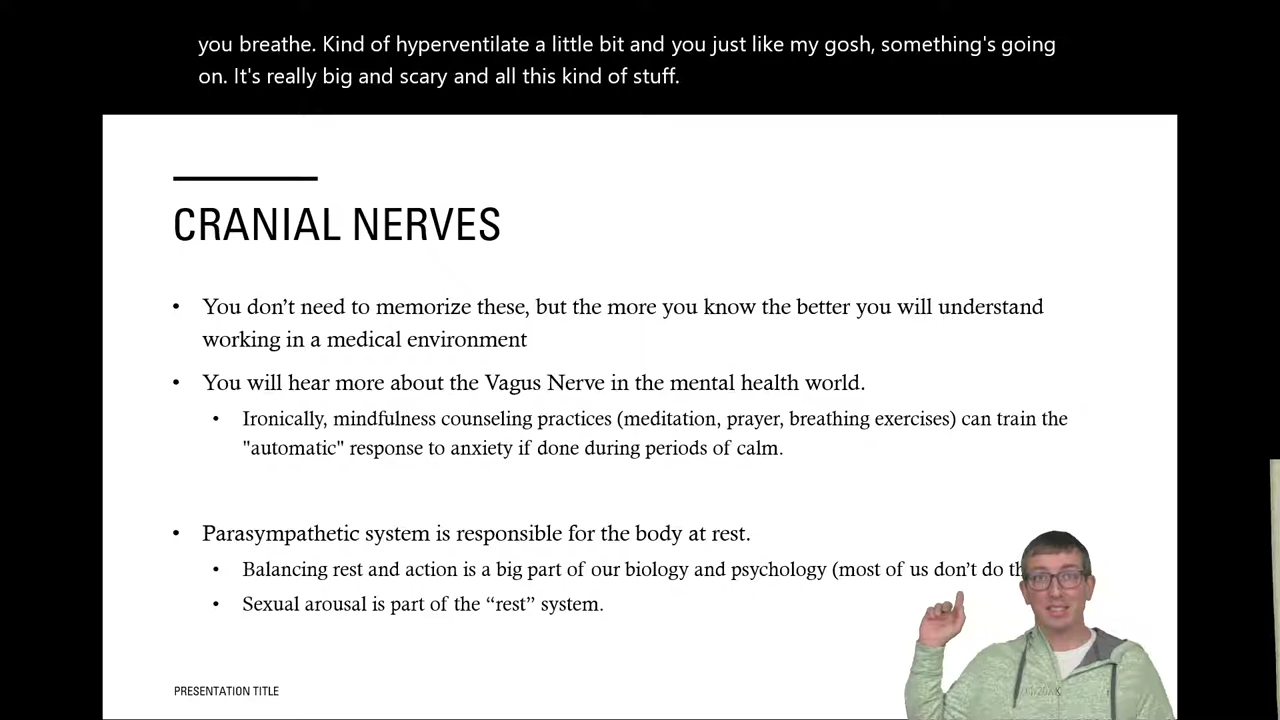 you breathe. Kind of hyperventilate a little bit and you just like my gosh, something's going
on. It's really big and scary and all this kind of stuff.
CRANIAL NERVES
• You don’t need to memorize these, but the more you know the better you will understand
working in a medical environment
• You will hear more about the Vagus Nerve in the mental health world.
• Ironically, mindfulness counseling practices (meditation, prayer, breathing exercises) can train the
"automatic" response to anxiety if done during periods of calm.
• Parasympathetic system is responsible for the body at rest.
• Balancing rest and action is a big part of our biology and psychology (most of us don’t do
• Sexual arousal is part of the “rest” system.
PRESENTATION TITLE